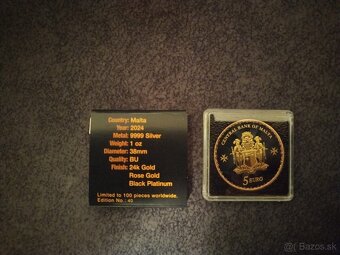 Country: Malta
Year: 2024
Metal: 9999 Silver
Weight: 1 oz
Diameter: 38mm
Quality: BU
Finish: 24k Gold
Rose Gold
Black Platinum
Limited to 100 pieces worldwide.
Edition No: 40
CENTRAL BANK OF MALTA
5 EURO
© Bazos.sk